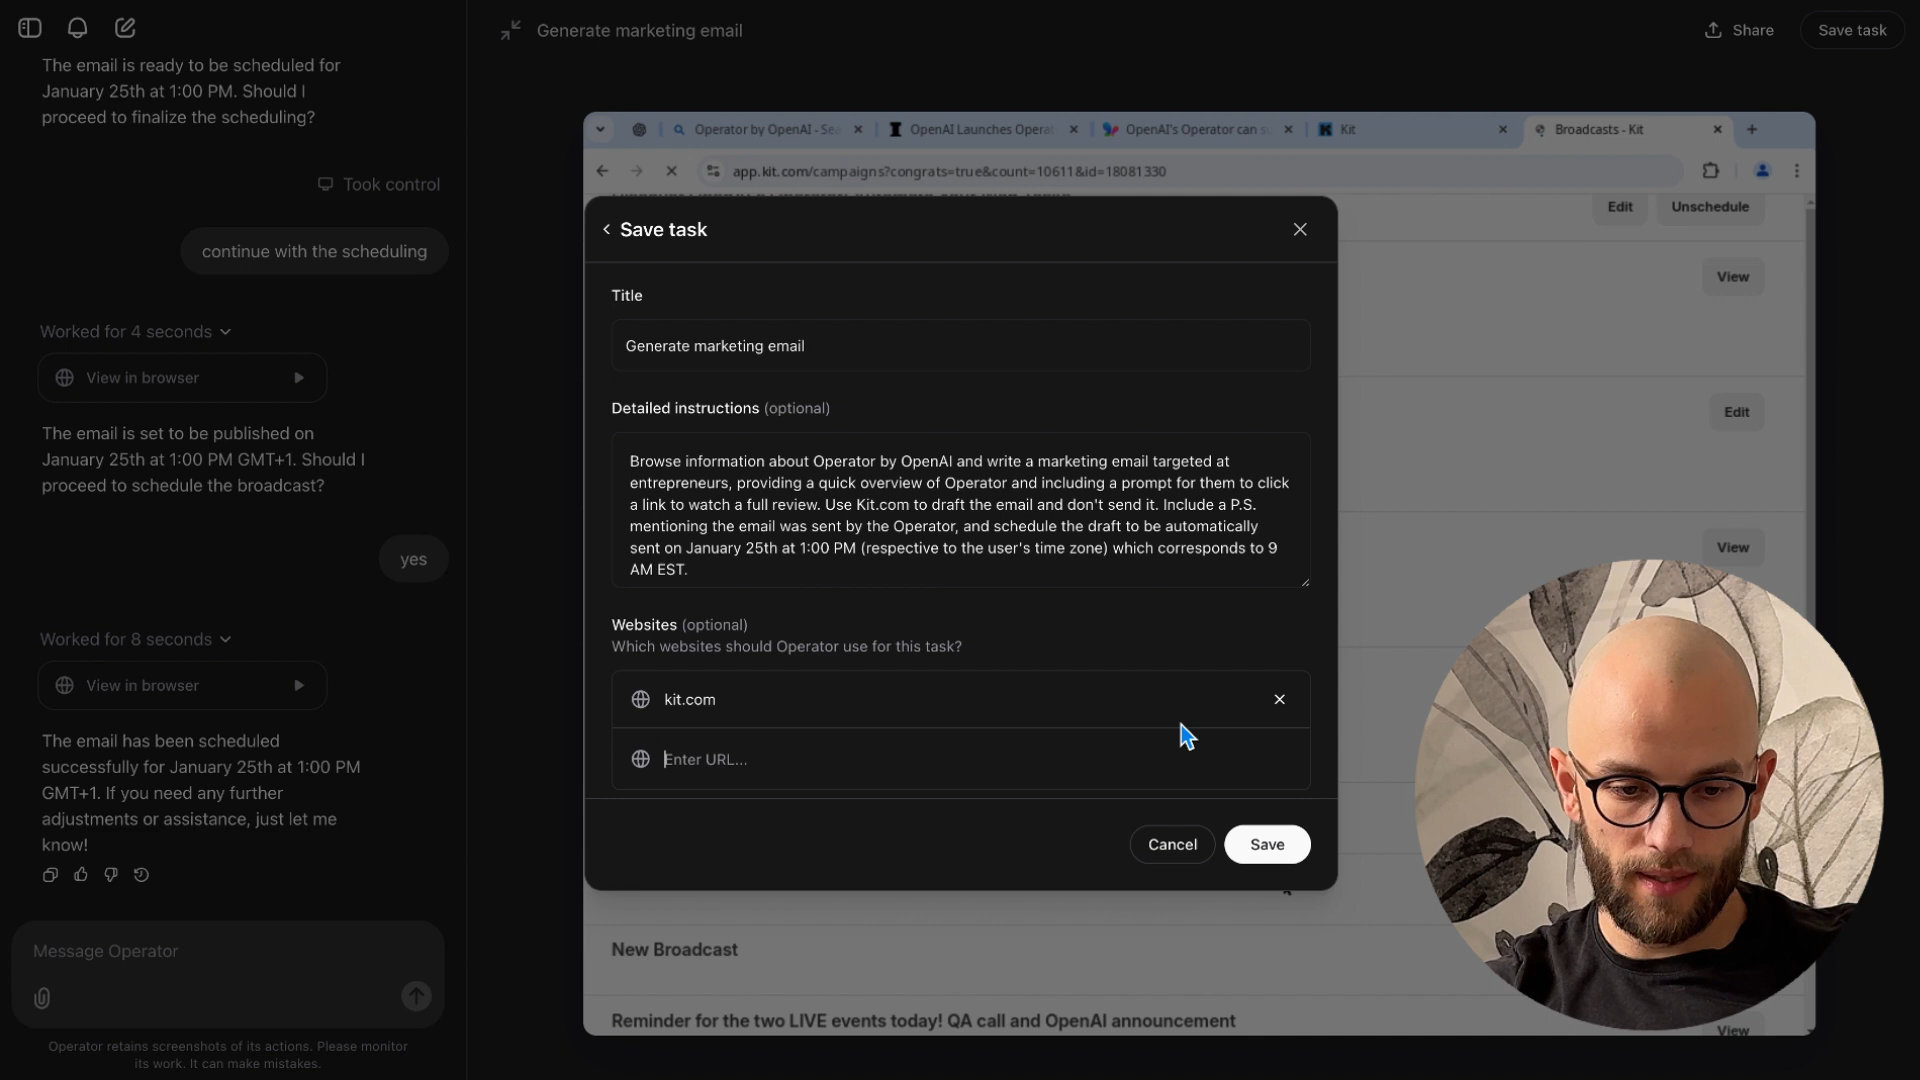 Generate marketing email
Share
Save task
The email is ready to be scheduled for
January 25th at 1:00 PM. Should I
proceed to finalize the scheduling?
Took control
continue with the scheduling
Worked for 4 seconds
View in browser
The email is set to be published on
January 25th at 1:00 PM GMT+1. Should I
proceed to schedule the broadcast?
yes
Worked for 8 seconds
View in browser
The email has been scheduled
successfully for January 25th at 1:00 PM
GMT+1. If you need any further
adjustments or assistance, just let me
know!
Message Operator
Operator retains screenshots of its actions. Please monitor
its work. It can make mistakes.
Operator by OpenAI - Sea
OpenAI Launches Operat
OpenAI's Operator can s
Kit
Broadcasts - Kit
app.kit.com/campaigns?congrats=true&count=10611&id=18081330
Edit
Unschedule
View
Edit
View
Save task
Title
Generate marketing email
Detailed instructions (optional)
Browse information about Operator by OpenAI and write a marketing email targeted at
entrepreneurs, providing a quick overview of Operator and including a prompt for them to click
a link to watch a full review. Use Kit.com to draft the email and don't send it. Include a P.S.
mentioning the email was sent by the Operator, and schedule the draft to be automatically
sent on January 25th at 1:00 PM (respective to the user's time zone) which corresponds to 9
AM EST.
Websites (optional)
Which websites should Operator use for this task?
kit.com
Enter URL...
Cancel
Save
New Broadcast
Reminder for the two LIVE events today! QA call and OpenAI announcement
View